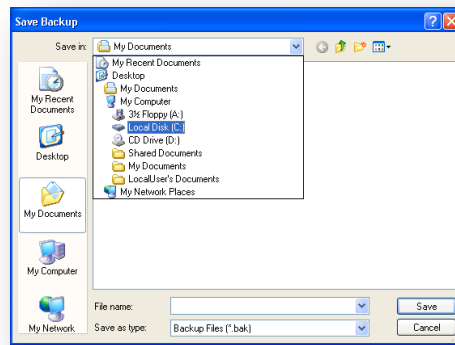 Save Backup
Save in:
My Documents
My Recent Documents
Desktop
My Documents
My Computer
3½ Floppy (A:)
Local Disk (C:)
CD Drive (D:)
Shared Documents
My Documents
LocalUser's Documents
My Network Places
My Recent
Documents
Desktop
My Documents
My Computer
My Network
File name:
Save
Save as type:
Backup Files (*.bak)
Cancel